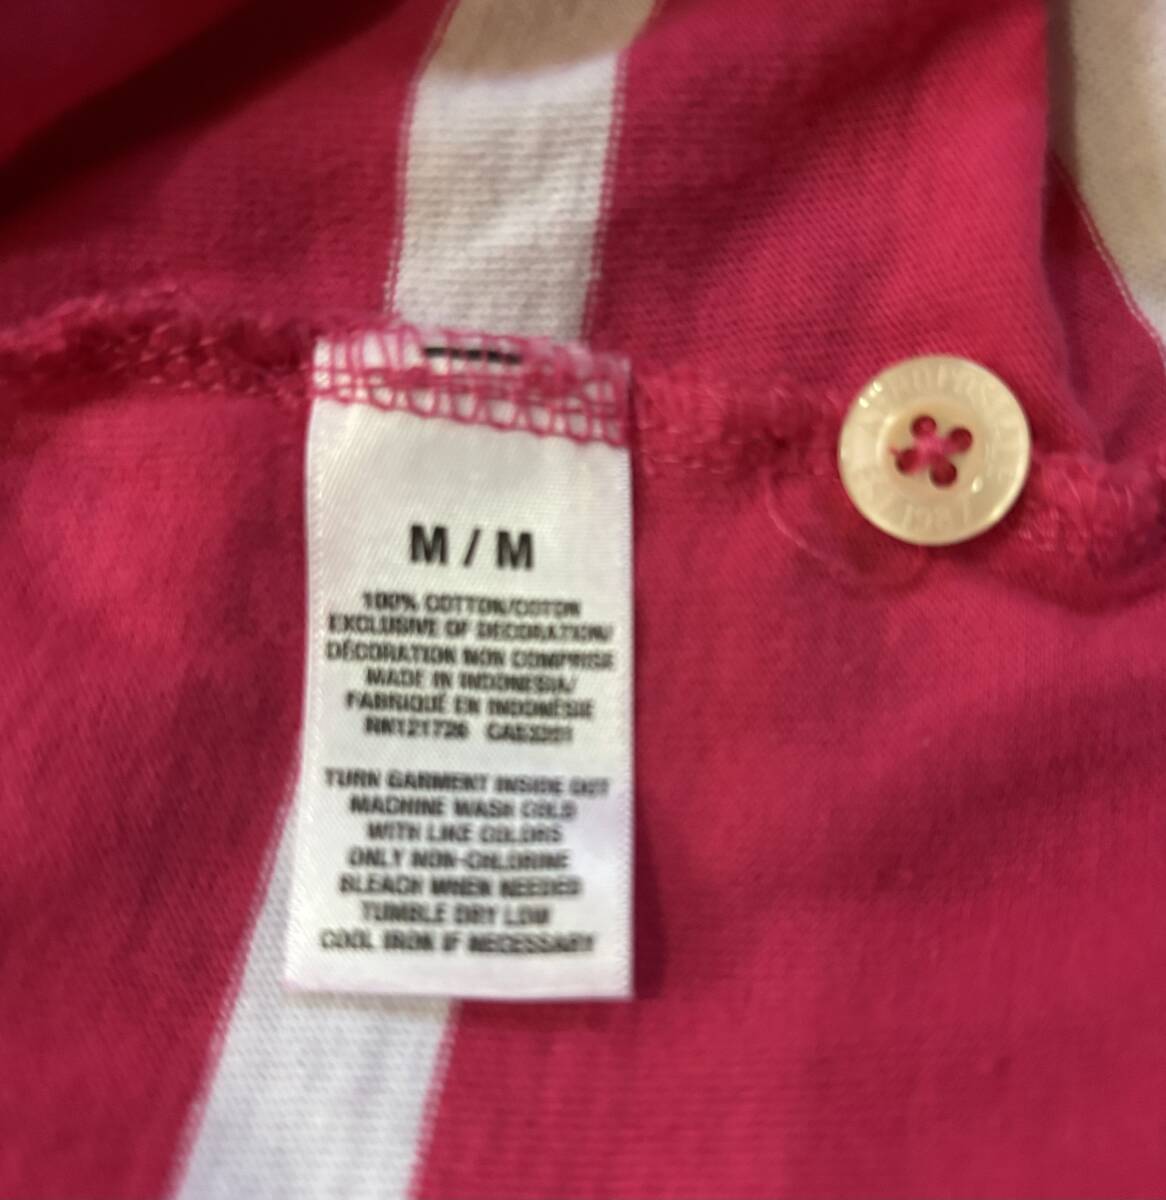 M / M
100% COTTON/COTON
EXCLUSIVE OF DECORATION/
DÉCORATION NON COMPRISE
MADE IN INDONESIA/
FABRIQUÉ EN INDONÉSIE
RN121726
TURN GARMENT INSIDE OUT
MACHINE WASH COLD
WITH LIKE COLORS
ONLY NON-CHLORINE
BLEACH WHEN NEEDED
TUMBLE DRY LOW
COOL IRON IF NECESSARY
1987